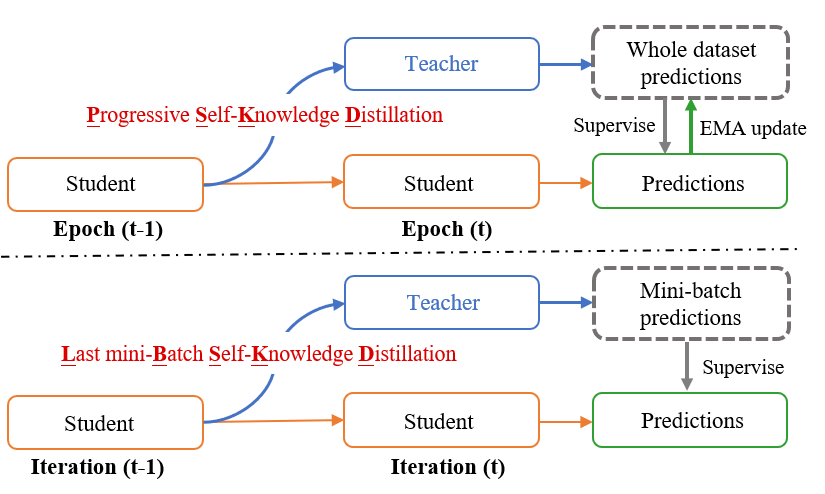 Teacher
Whole dataset
predictions
Progressive Self-Knowledge Distillation
Supervise
EMA update
Student
Student
Predictions
Epoch (t-1)
Epoch (t)
Teacher
Mini-batch
predictions
Last mini-Batch Self-Knowledge Distillation
Supervise
Student
Student
Predictions
Iteration (t-1)
Iteration (t)